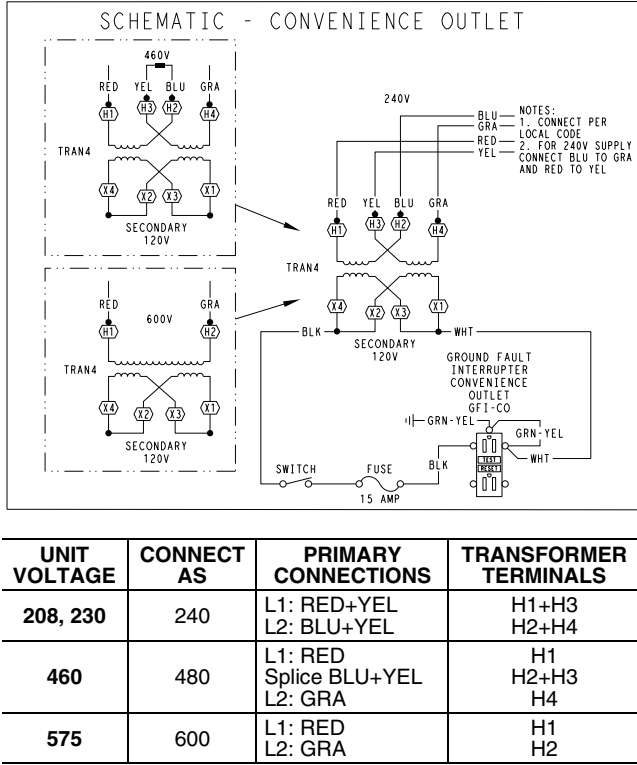 SCHEMATIC - CONVENIENCE OUTLET
460V
RED YEL BLU GRA
H1 H3 H2 H4
TRAN4
X4 X2 X3 X1
SECONDARY
120V
RED GRA
600V
H1 H2
TRAN4
X4 X2 X3 X1
SECONDARY
120V
240V
BLU
GRA
RED
YEL
NOTES:
1. CONNECT PER
LOCAL CODE
2. FOR 240V SUPPLY
CONNECT BLU TO GRA
AND RED TO YEL
RED YEL BLU GRA
H1 H3 H2 H4
TRAN4
X4 X2 X3 X1
BLK WHT
SECONDARY
120V
GROUND FAULT
INTERRUPTER
CONVENIENCE
OUTLET
GFI-CO
GRN-YEL
GRN-YEL
BLK
WHT
TEST
RESET
SWITCH FUSE
15 AMP
UNIT VOLTAGE CONNECT AS PRIMARY CONNECTIONS TRANSFORMER TERMINALS
208, 230 240 L1: RED+YEL H1+H3
L2: BLU+YEL H2+H4
460 480 L1: RED H1
Splice BLU+YEL H2+H3
L2: GRA H4
575 600 L1: RED H1
L2: GRA H2